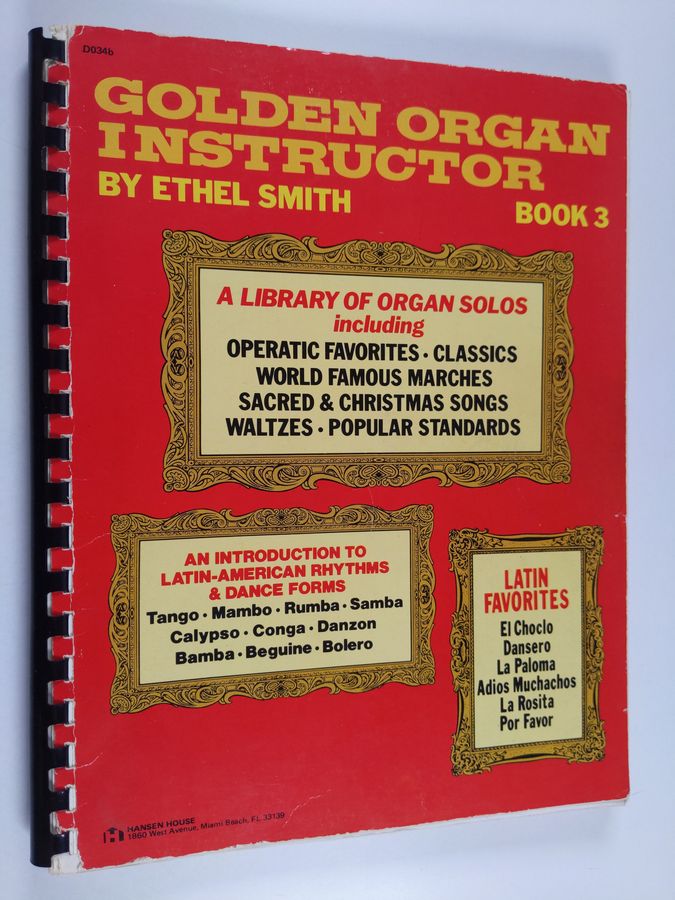 D034b
GOLDEN ORGAN
INSTRUCTOR
BY ETHEL SMITH
BOOK 3
A LIBRARY OF ORGAN SOLOS
including
OPERATIC FAVORITES • CLASSICS
WORLD FAMOUS MARCHES
SACRED & CHRISTMAS SONGS
WALTZES • POPULAR STANDARDS
AN INTRODUCTION TO
LATIN-AMERICAN RHYTHMS
& DANCE FORMS
Tango • Mambo • Rumba • Samba
Calypso • Conga • Danzon
Bamba • Beguine • Bolero
LATIN
FAVORITES
El Choclo
Dansero
La Paloma
Adios Muchachos
La Rosita
Por Favor
HANSEN HOUSE
1860 West Avenue, Miami Beach, FL 33139